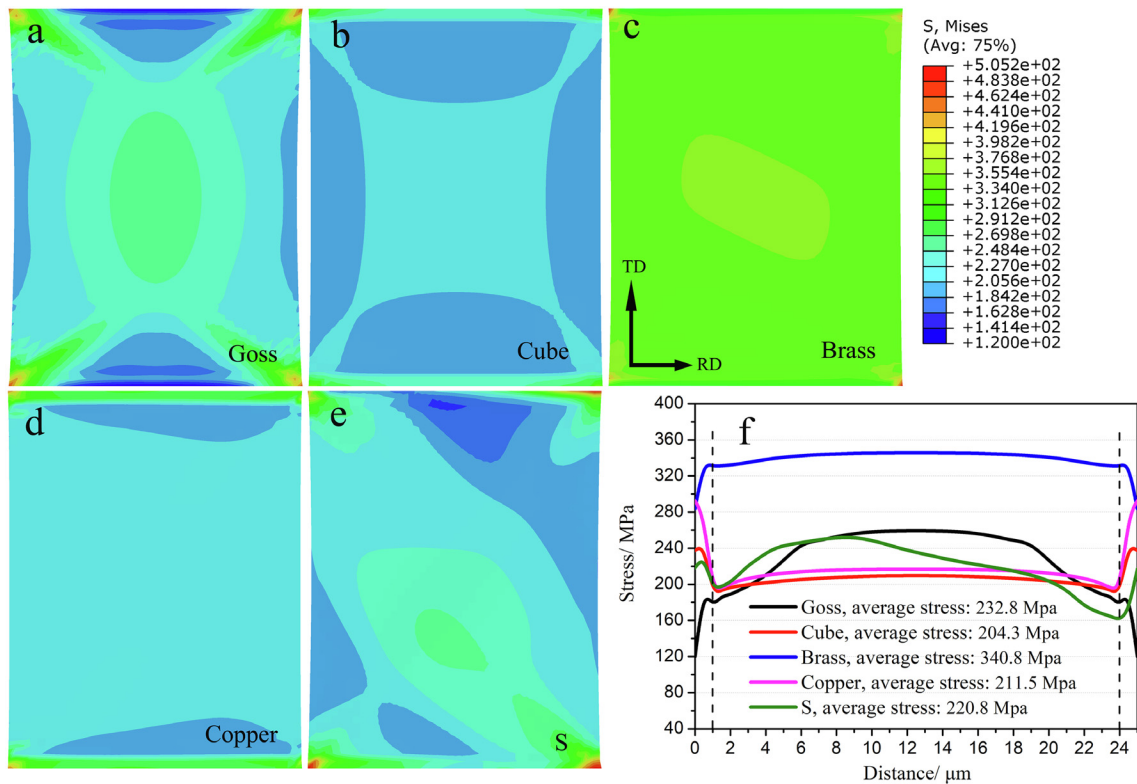 a
b
c
S, Mises
(Avg: 75%)
+5.052e+02
+4.838e+02
+4.624e+02
+4.410e+02
+4.196e+02
+3.982e+02
+3.768e+02
+3.554e+02
+3.340e+02
+3.126e+02
+2.912e+02
+2.698e+02
+2.484e+02
+2.270e+02
+2.056e+02
+1.842e+02
+1.628e+02
+1.414e+02
+1.200e+02
TD
RD
Goss
Cube
Brass
d
e
Copper
S
f
400
360
320
280
240
200
160
120
80
40
Stress/ MPa
Goss, average stress: 232.8 Mpa
Cube, average stress: 204.3 Mpa
Brass, average stress: 340.8 Mpa
Copper, average stress: 211.5 Mpa
S, average stress: 220.8 Mpa
0 2 4 6 8 10 12 14 16 18 20 22 24
Distance/ μm